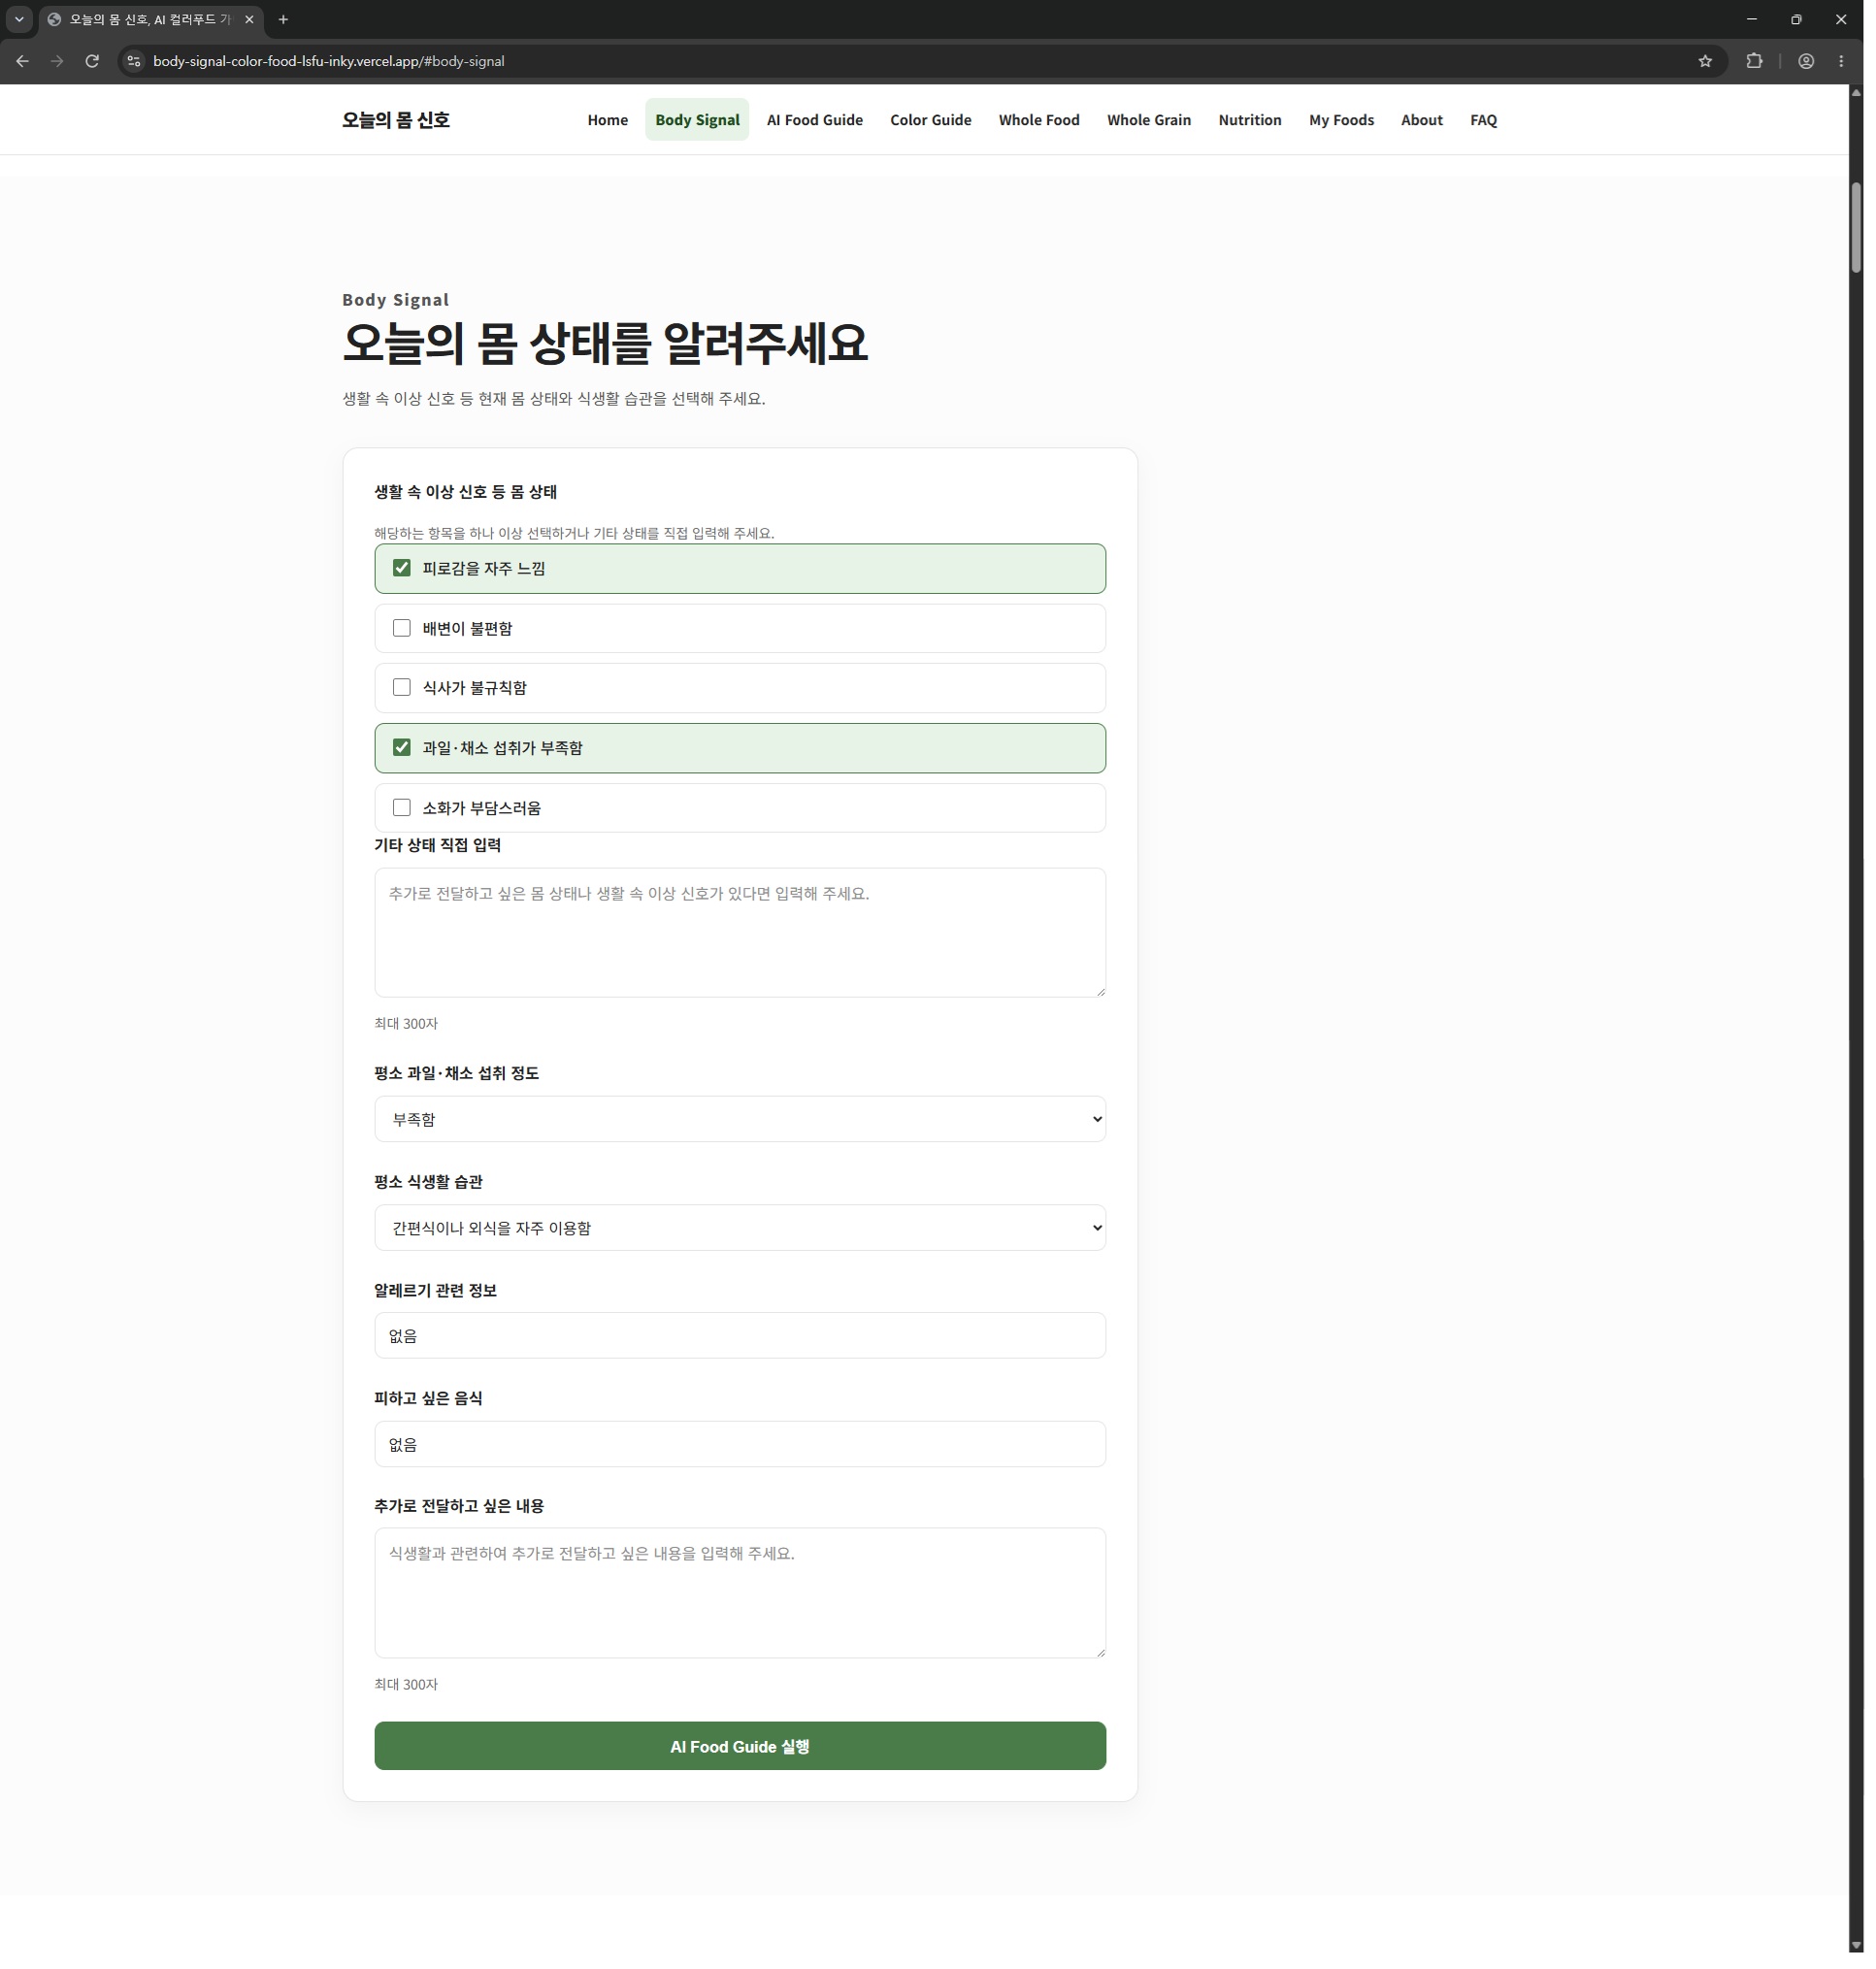 오늘의 몸 신호, AI 컬러푸드 가
body-signal-color-food-lsfu-inky.vercel.app/#body-signal
오늘의 몸 신호 Home Body Signal AI Food Guide Color Guide Whole Food Whole Grain Nutrition My Foods About FAQ
Body Signal
오늘의 몸 상태를 알려주세요
생활 속 이상 신호 등 현재 몸 상태와 식생활 습관을 선택해 주세요.
생활 속 이상 신호 등 몸 상태
해당하는 항목을 하나 이상 선택하거나 기타 상태를 직접 입력해 주세요.
피로감을 자주 느낌
배변이 불편함
식사가 불규칙함
과일·채소 섭취가 부족함
소화가 부담스러움
기타 상태 직접 입력
추가로 전달하고 싶은 몸 상태나 생활 속 이상 신호가 있다면 입력해 주세요.
최대 300자
평소 과일·채소 섭취 정도
부족함
평소 식생활 습관
간편식이나 외식을 자주 이용함
알레르기 관련 정보
없음
피하고 싶은 음식
없음
추가로 전달하고 싶은 내용
식생활과 관련하여 추가로 전달하고 싶은 내용을 입력해 주세요.
최대 300자
AI Food Guide 실행